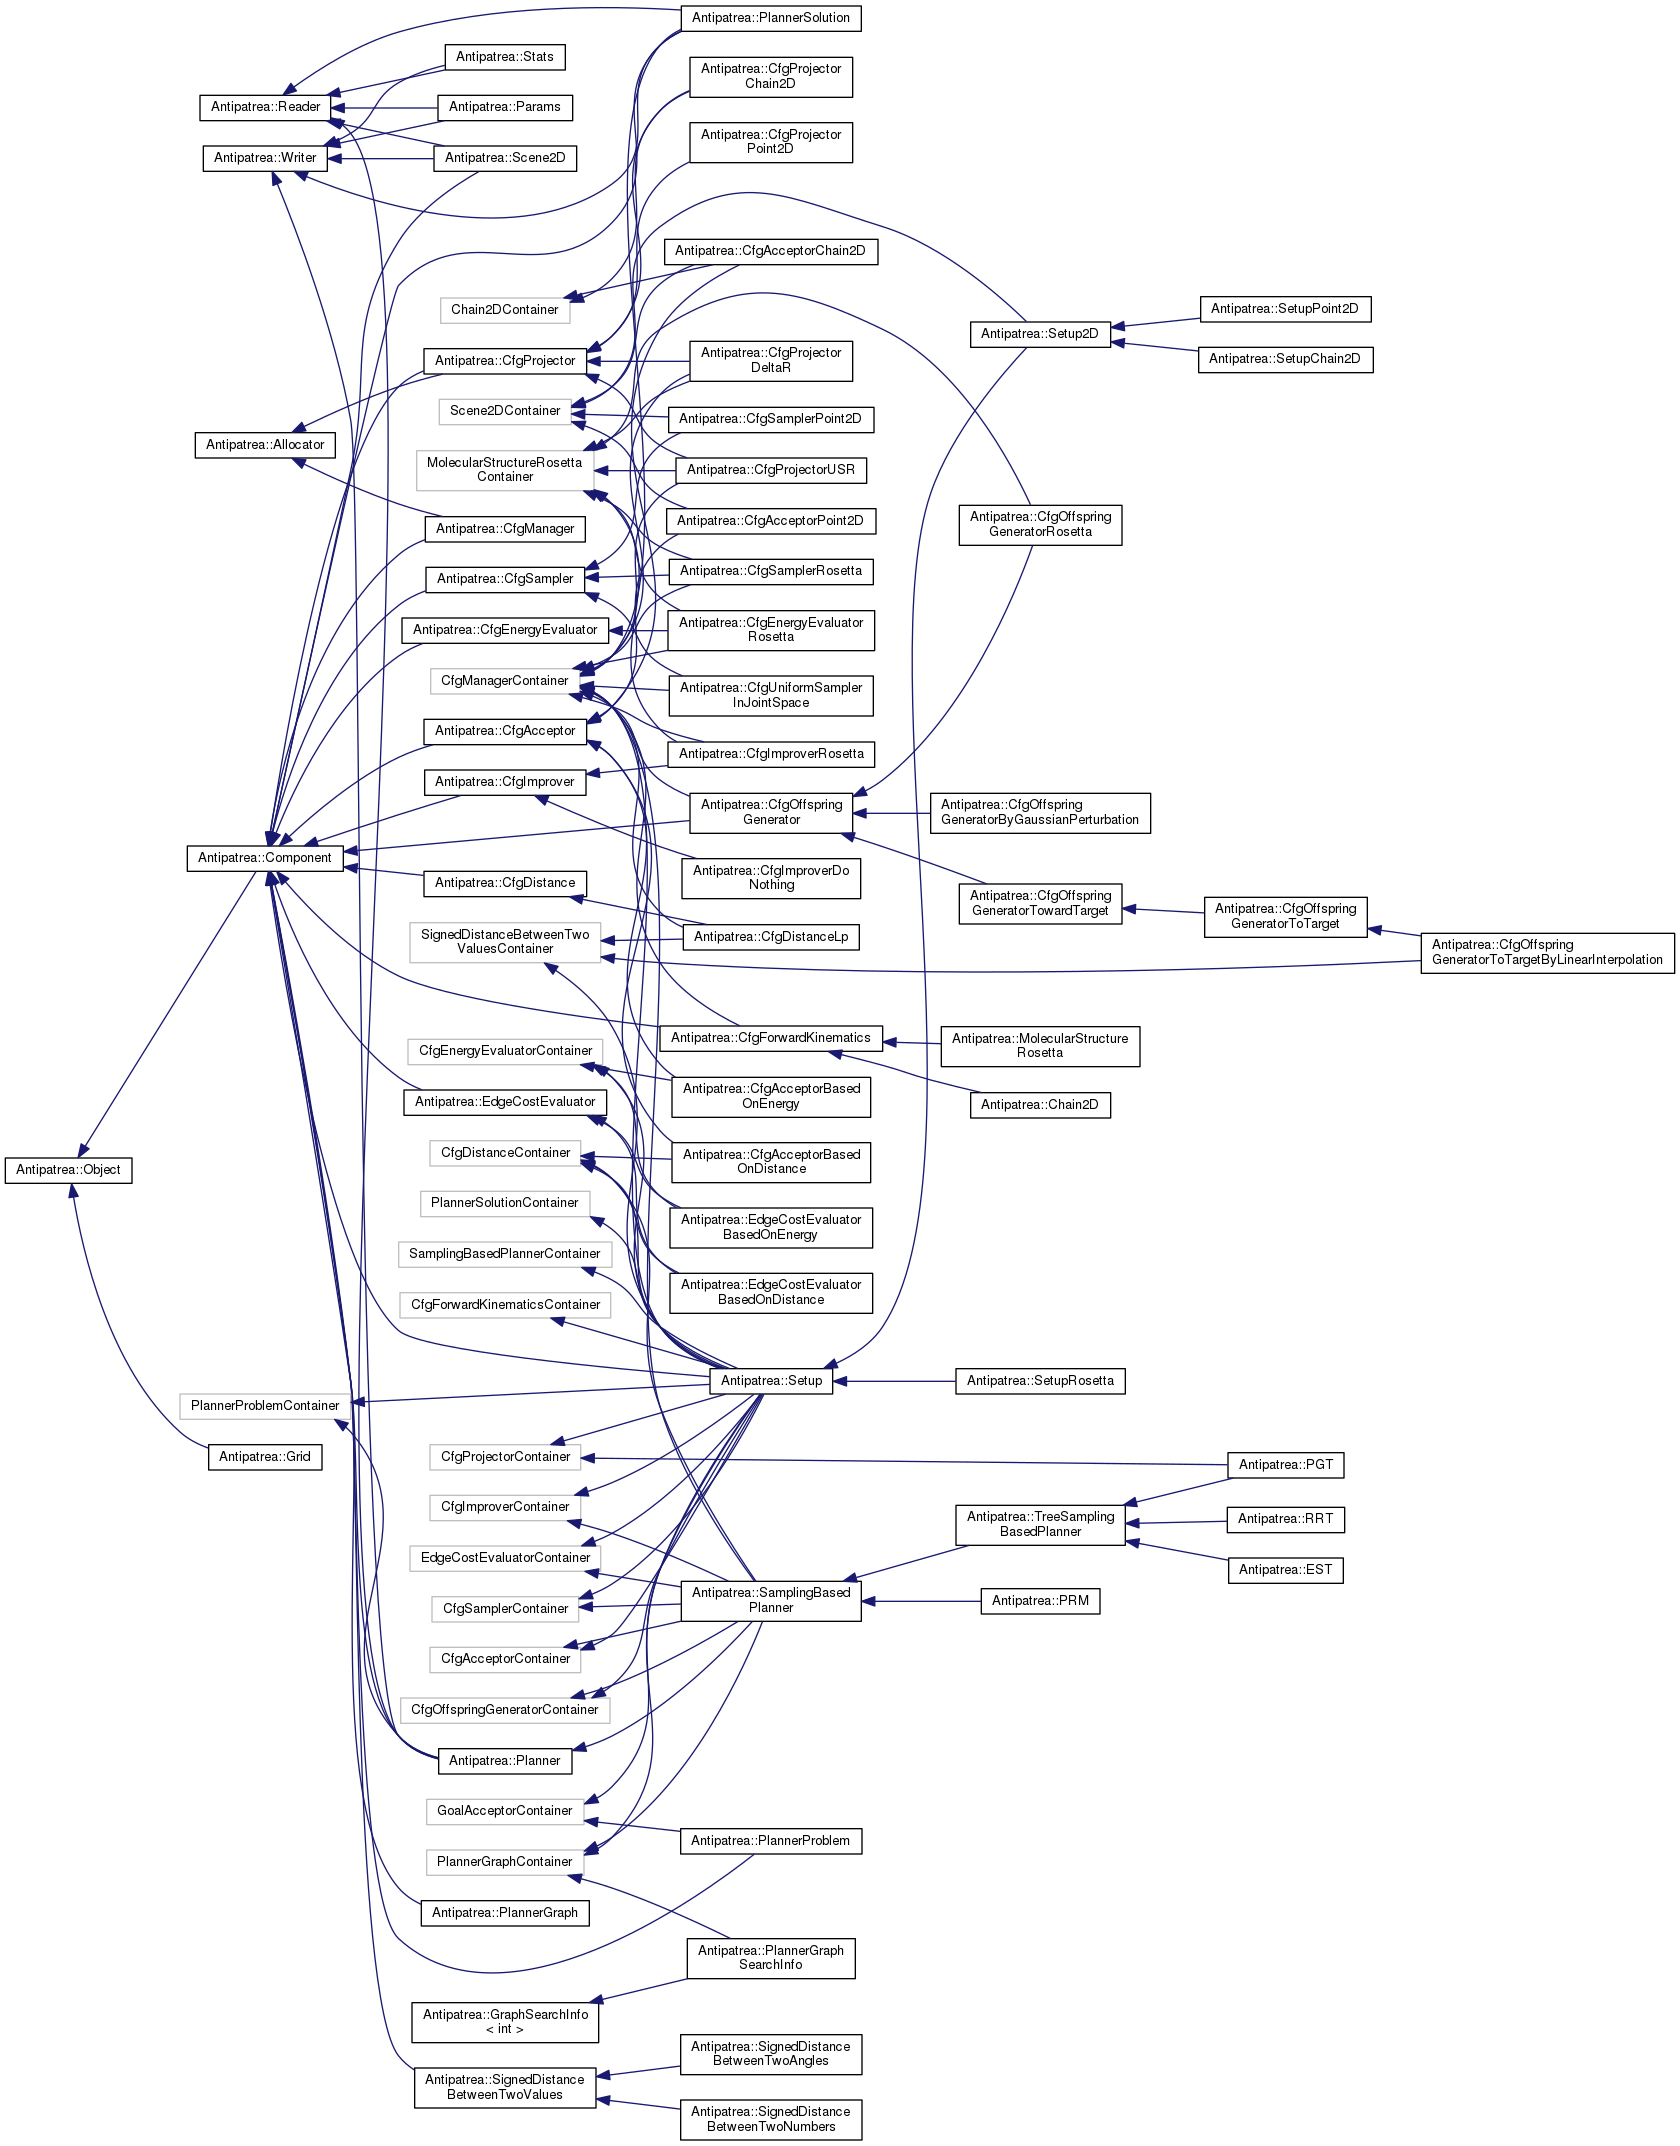 Antipatrea::PlannerSolution
Antipatrea::Stats
Antipatrea::CfgProjector
Chain2D
Antipatrea::Reader
Antipatrea::Params
Antipatrea::CfgProjector
Point2D
Antipatrea::Writer
Antipatrea::Scene2D
Antipatrea::CfgAcceptorChain2D
Chain2DContainer
Antipatrea::SetupPoint2D
Antipatrea::Setup2D
Antipatrea::SetupChain2D
Antipatrea::CfgProjector
Antipatrea::CfgProjector
DeltaR
Scene2DContainer
Antipatrea::CfgSamplerPoint2D
Antipatrea::Allocator
MolecularStructureRosetta
Container
Antipatrea::CfgProjectorUSR
Antipatrea::CfgManager
Antipatrea::CfgAcceptorPoint2D
Antipatrea::CfgOffspring
GeneratorRosetta
Antipatrea::CfgSampler
Antipatrea::CfgSamplerRosetta
Antipatrea::CfgEnergyEvaluator
Antipatrea::CfgEnergyEvaluator
Rosetta
CfgManagerContainer
Antipatrea::CfgUniformSampler
InJointSpace
Antipatrea::CfgAcceptor
Antipatrea::CfgImproverRosetta
Antipatrea::CfgImprover
Antipatrea::CfgOffspring
Generator
Antipatrea::CfgOffspring
GeneratorByGaussianPerturbation
Antipatrea::Component
Antipatrea::CfgImproverDo
Nothing
Antipatrea::CfgDistance
Antipatrea::CfgOffspring
GeneratorTowardTarget
Antipatrea::CfgOffspring
GeneratorToTarget
SignedDistanceBetweenTwo
ValuesContainer
Antipatrea::CfgDistanceLp
Antipatrea::CfgOffspring
GeneratorToTargetByLinearInterpolation
Antipatrea::CfgForwardKinematics
Antipatrea::MolecularStructure
Rosetta
CfgEnergyEvaluatorContainer
Antipatrea::CfgAcceptorBased
OnEnergy
Antipatrea::EdgeCostEvaluator
Antipatrea::Chain2D
CfgDistanceContainer
Antipatrea::CfgAcceptorBased
OnDistance
Antipatrea::Object
PlannerSolutionContainer
Antipatrea::EdgeCostEvaluator
BasedOnEnergy
SamplingBasedPlannerContainer
Antipatrea::EdgeCostEvaluator
BasedOnDistance
CfgForwardKinematicsContainer
Antipatrea::Setup
Antipatrea::SetupRosetta
PlannerProblemContainer
Antipatrea::Grid
CfgProjectorContainer
Antipatrea::PGT
CfgImproverContainer
Antipatrea::TreeSampling
BasedPlanner
Antipatrea::RRT
EdgeCostEvaluatorContainer
Antipatrea::EST
CfgSamplerContainer
Antipatrea::SamplingBased
Planner
Antipatrea::PRM
CfgAcceptorContainer
CfgOffspringGeneratorContainer
Antipatrea::Planner
GoalAcceptorContainer
Antipatrea::PlannerProblem
PlannerGraphContainer
Antipatrea::PlannerGraph
Antipatrea::PlannerGraph
SearchInfo
Antipatrea::GraphSearchInfo
< int >
Antipatrea::SignedDistance
BetweenTwoAngles
Antipatrea::SignedDistance
BetweenTwoValues
Antipatrea::SignedDistance
BetweenTwoNumbers